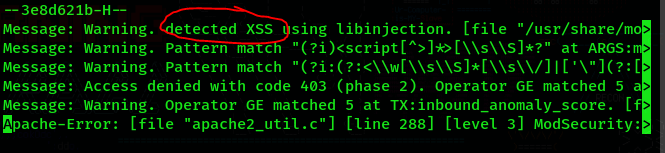 --3e8d621b-H--
Message: Warning. detected XSS using libinjection. [file "/usr/share/mo>
Message: Warning. Pattern match "(?i)<script[^>]*>[\\s\\S]*?" at ARGS:m>
Message: Warning. Pattern match "(?i:(?:<\\w[\\s\\S]*[\\s\\/]|['\"](?:[>
Message: Access denied with code 403 (phase 2). Operator GE matched 5 a>
Message: Warning. Operator GE matched 5 at TX:inbound_anomaly_score. [f>
Apache-Error: [file "apache2_util.c"] [line 288] [level 3] ModSecurity:>